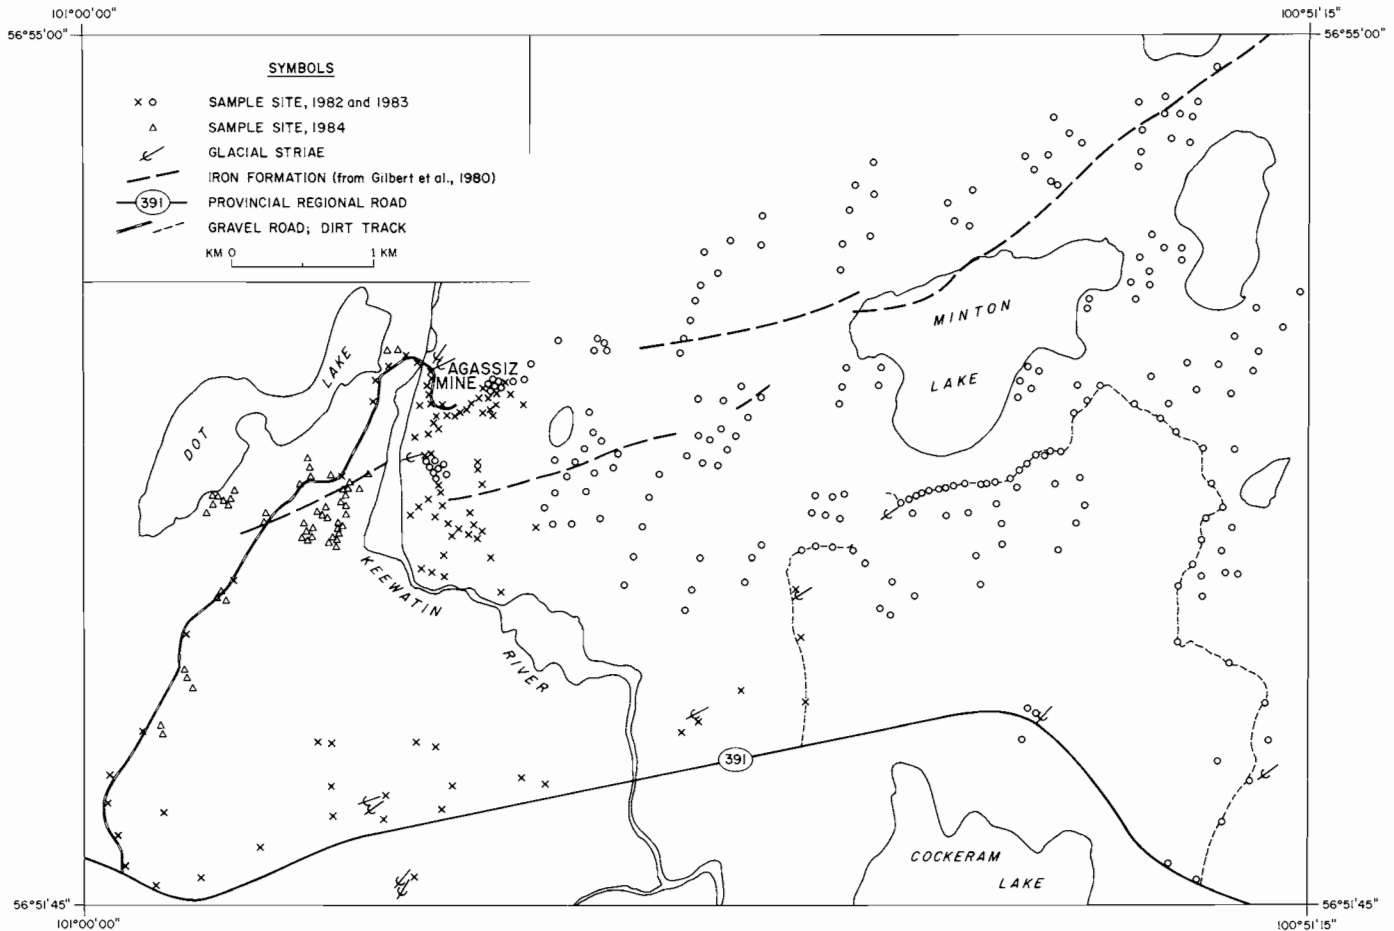 101°00'00"
100°51'15"
56°55'00"
56°55'00"
SYMBOLS
SAMPLE SITE, 1982 and 1983
SAMPLE SITE, 1984
GLACIAL STRIAE
IRON FORMATION (from Gilbert et al., 1980)
391 PROVINCIAL REGIONAL ROAD
GRAVEL ROAD; DIRT TRACK
KM 0 1 KM
MINTON
LAKE
DOT LAKE
AGASSIZ
MINE
KEEWATIN
RIVER
391
COCKERAM
LAKE
56°51'45"
56°51'45"
101°00'00"
100°51'15"